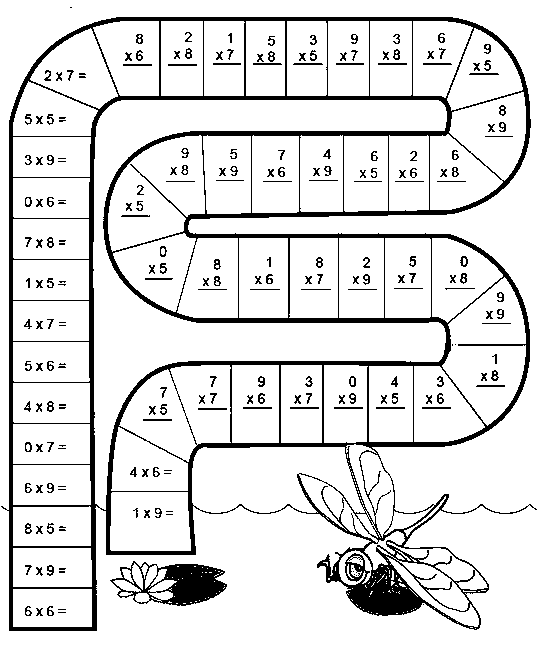 8 2 1 5 3 9 3 6
x 6 x 8 x 7 x 8 x 5 x 7 x 8 x 7
9
x 5
2 x 7 =
8
x 9
5 x 5 =
3 x 9 =
0 x 6 =
7 x 8 =
1 x 5 =
4 x 7 =
5 x 6 =
4 x 8 =
0 x 7 =
6 x 9 =
8 x 5 =
7 x 9 =
6 x 6 =
9 5 7 4 6 2 6
x 8 x 9 x 6 x 9 x 5 x 6 x 8
2
x 5
0
x 5
8 1 8 2 5 0
x 8 x 6 x 7 x 9 x 7 x 8
9
x 9
1
x 8
7 9 3 0 4 3
x 7 x 6 x 7 x 9 x 5 x 6
7
x 5
4 x 6 =
1 x 9 =